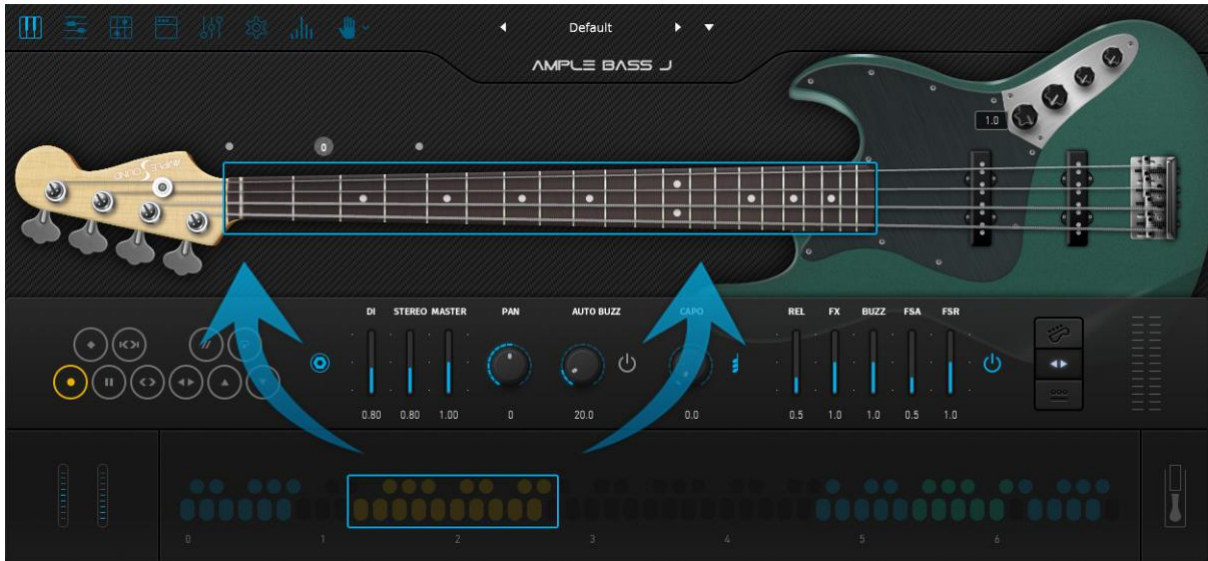 Default
AMPLE BASS J
1.0
0
DI STEREO MASTER PAN AUTO BUZZ CAPO REL FX BUZZ FSA FSR
0.80 0.80 1.00 0 20.0 0.0 0.5 1.0 1.0 0.5 1.0
0 1 2 3 4 5 6